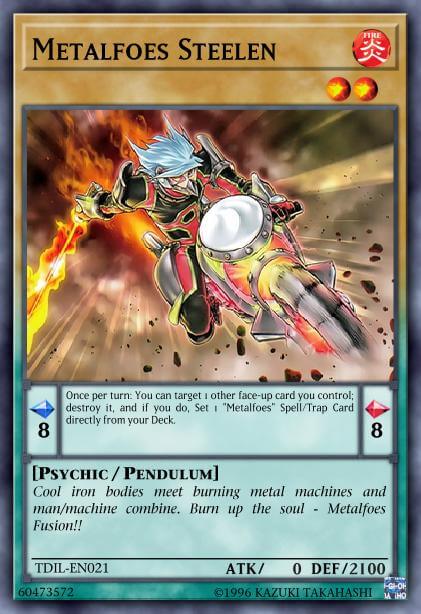 METALFOES STEELEN
FIRE
炎
Once per turn: You can target 1 other face-up card you control;
destroy it, and if you do, Set 1 "Metalfoes" Spell/Trap Card
directly from your Deck.
8
8
[PSYCHIC / PENDULUM]
Cool iron bodies meet burning metal machines and
man/machine combine. Burn up the soul - Metalfoes
Fusion!!
TDIL-EN021
ATK/ 0 DEF/2100
60473572
©1996 KAZUKI TAKAHASHI